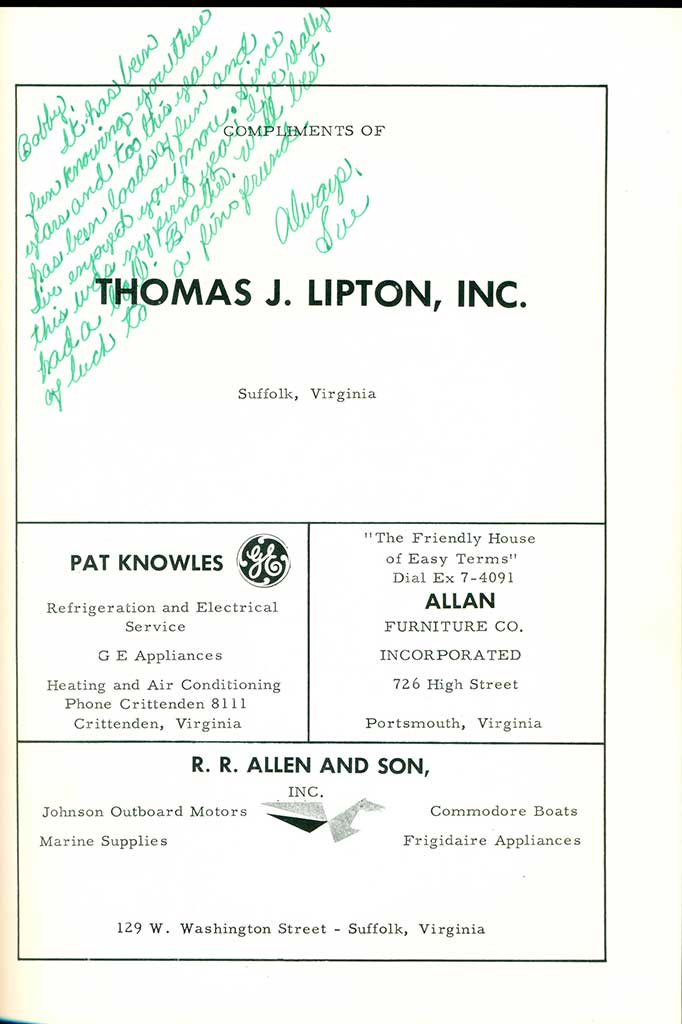 Bobby,
It has been
fun knowing you these
years and too this year
has been loads of fun and
I've enjoyed you more. Since
this was my first year I've really
had a Brother. Well best
of luck to a fine friend.
Always,
Sue
COMPLIMENTS OF
THOMAS J. LIPTON, INC.
Suffolk, Virginia
PAT KNOWLES
GE
Refrigeration and Electrical
Service
G E Appliances
Heating and Air Conditioning
Phone Crittenden 8111
Crittenden, Virginia
"The Friendly House
of Easy Terms"
Dial Ex 7-4091
ALLAN
FURNITURE CO.
INCORPORATED
726 High Street
Portsmouth, Virginia
R. R. ALLEN AND SON,
INC.
Johnson Outboard Motors
Commodore Boats
Marine Supplies
Frigidaire Appliances
129 W. Washington Street - Suffolk, Virginia